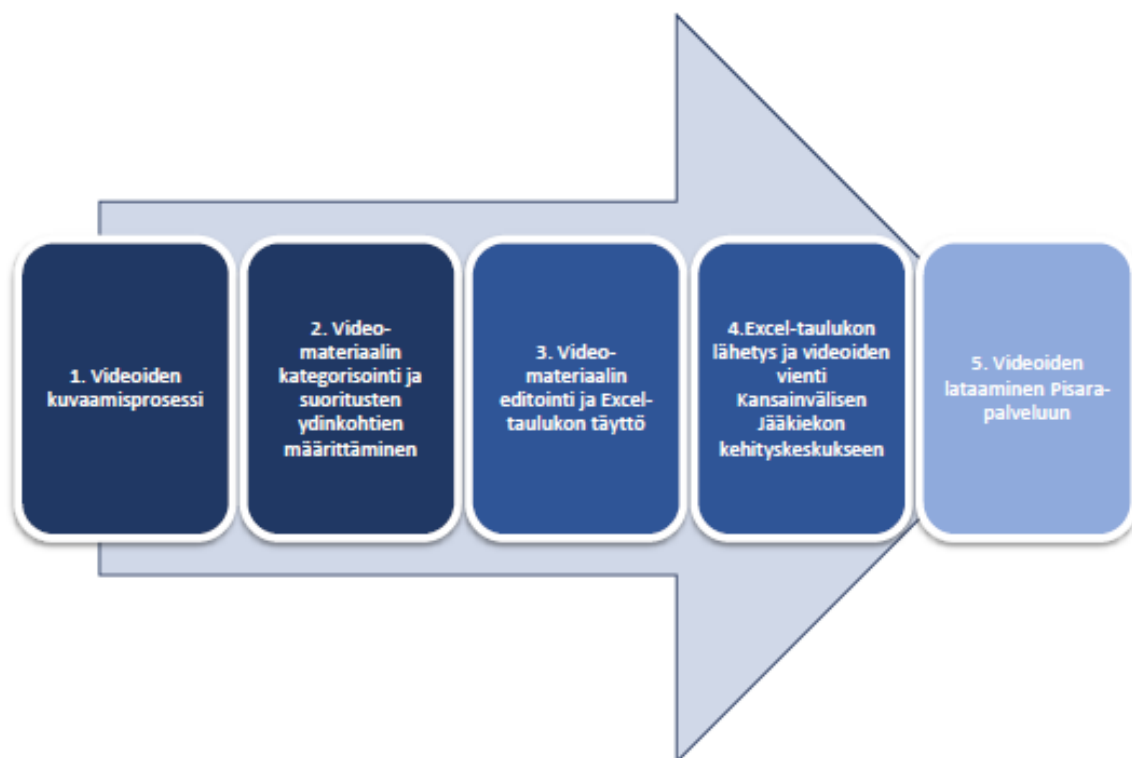 1. Videoiden
kuvaamisprosessi
2. Video-
materiaalin
kategorisointi ja
suoritusten
ydinkohtien
määrittäminen
3. Video-
materiaalin
editointi ja Excel-
taulukon täyttö
4.Excel-taulukon
lähetys ja videoiden
vienti
Kansainvälisen
Jääkiekon
kehityskeskukseen
5. Videoiden
lataaminen Pisara-
palveluun